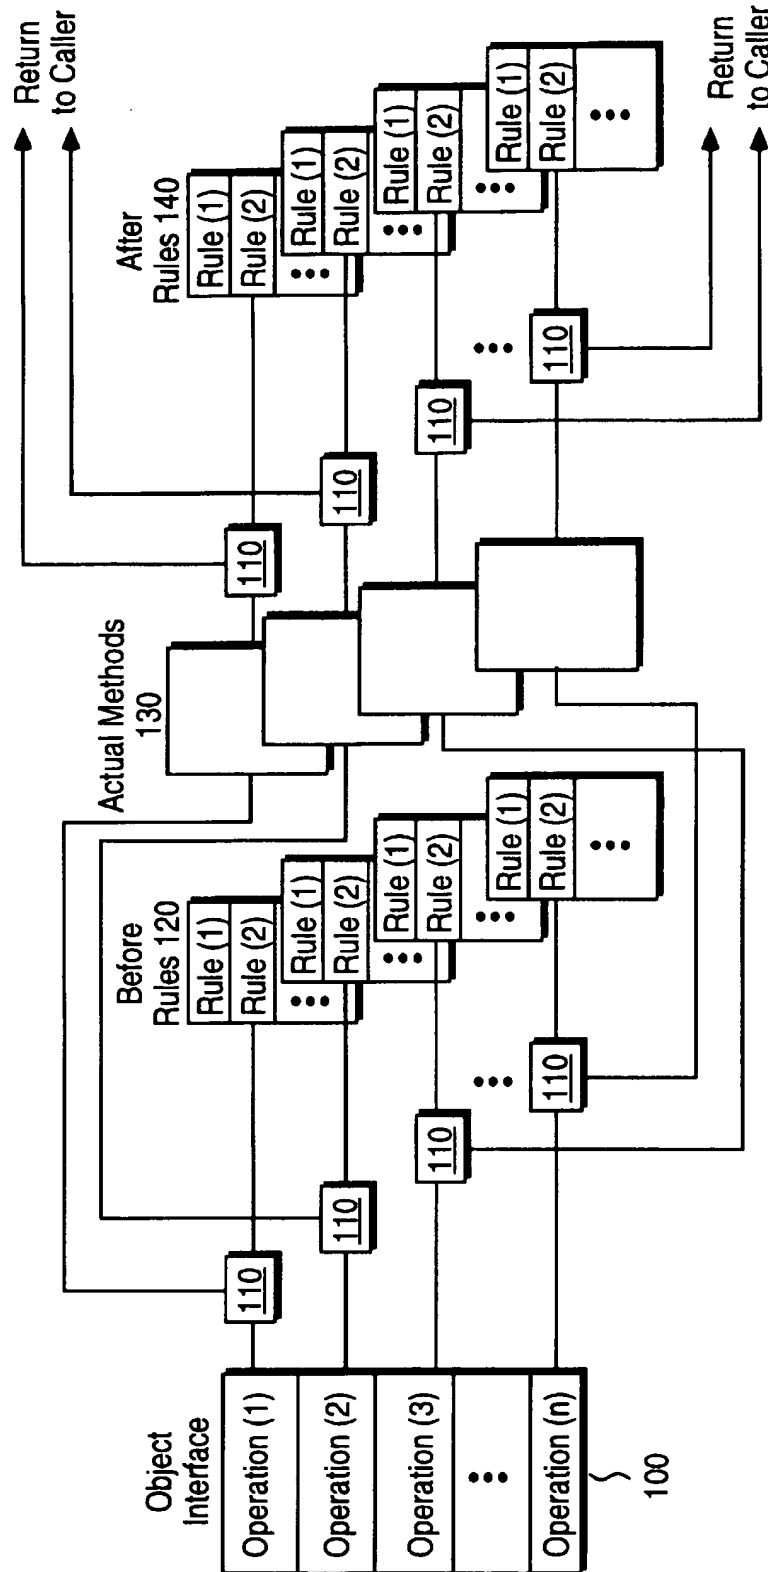 Object
Interface
Operation (1)
Operation (2)
Operation (3)
•••
Operation (n)
100
110
110
110
•••
110
Before
Rules 120
Rule (1)
Rule (2)
•••
Rule (1)
Rule (2)
•••
Rule (1)
Rule (2)
•••
Rule (1)
Rule (2)
•••
Actual Methods
130
110
110
110
•••
110
After
Rules 140
Rule (1)
Rule (2)
•••
Rule (1)
Rule (2)
•••
Rule (1)
Rule (2)
•••
Rule (1)
Rule (2)
•••
Return
to Caller
Return
to Caller